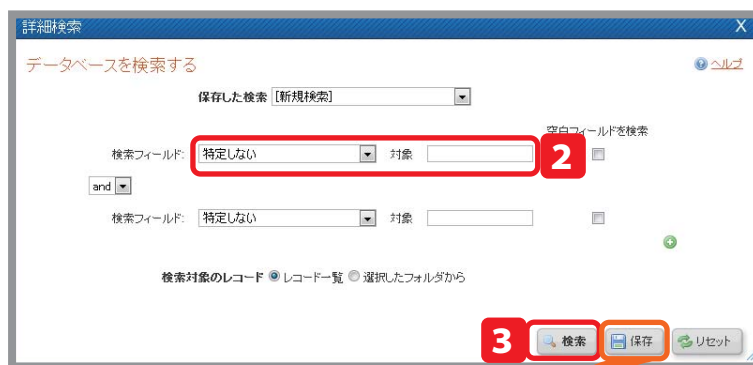 詳細検索 X
データベースを検索する ヘルプ
保存した検索 [新規検索]
空白フィールドを検索
検索フィールド: 特定しない 対象 2
and
検索フィールド: 特定しない 対象
検索対象のレコード レコード一覧 選択したフォルダから
3 検索 保存 リセット